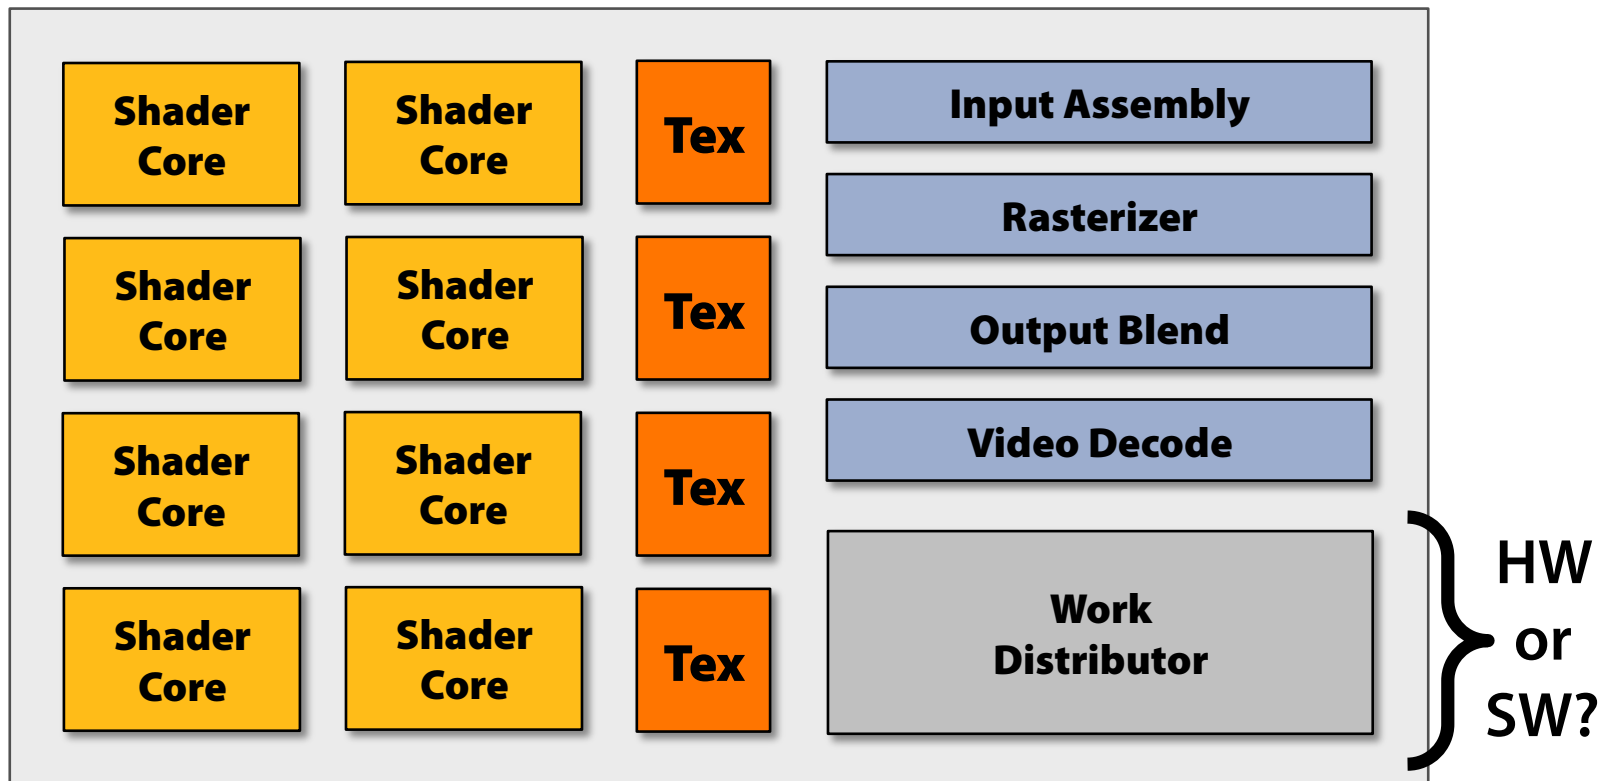 Shader
Core
Shader
Core
Tex
Input Assembly
Rasterizer
Shader
Core
Shader
Core
Tex
Output Blend
Video Decode
Shader
Core
Shader
Core
Tex
Shader
Core
Shader
Core
Tex
Work
Distributor
HW
or
SW?